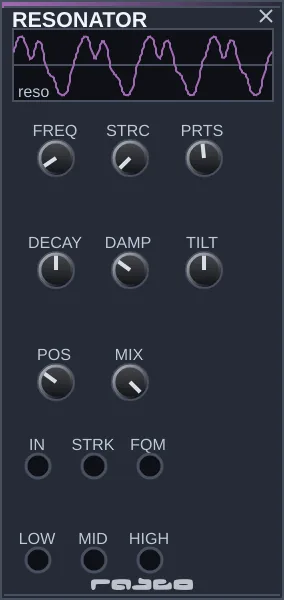 RESONATOR
reso
FREQ STRC PRTS
DECAY DAMP TILT
POS MIX
IN STRK FQM
LOW MID HIGH